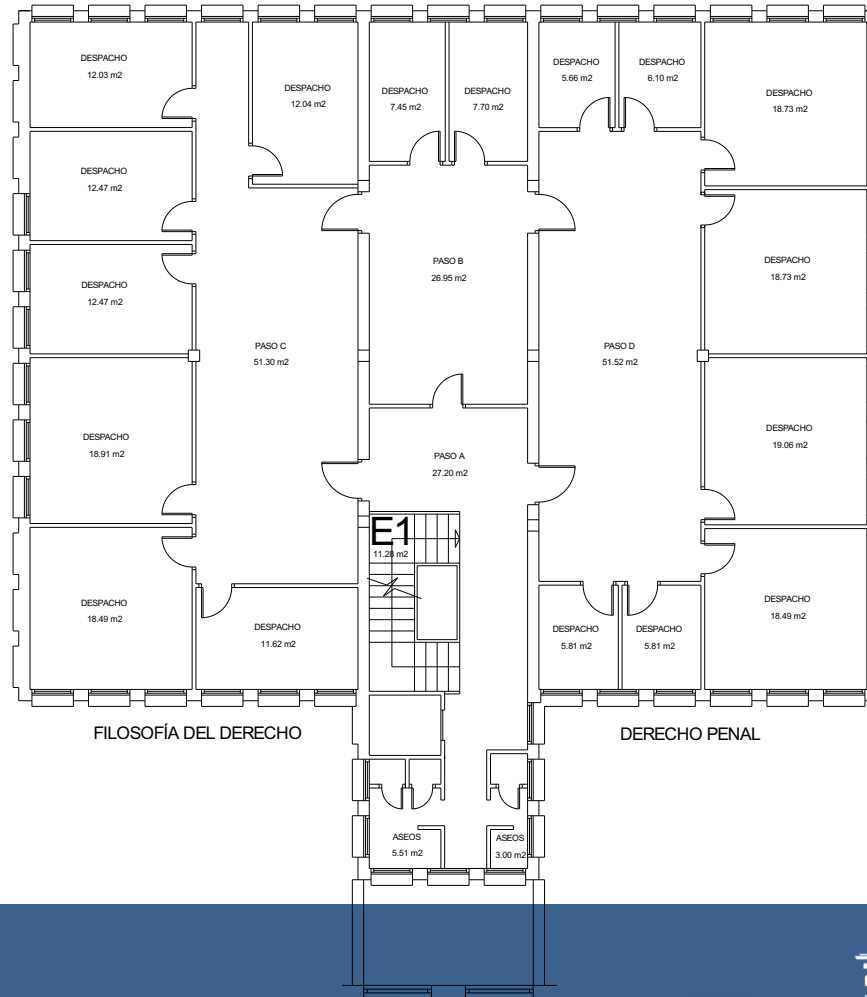 DESPACHO
12.03 m2
DESPACHO
12.04 m2
DESPACHO
7.45 m2
DESPACHO
7.70 m2
DESPACHO
5.66 m2
DESPACHO
6.10 m2
DESPACHO
18.73 m2
DESPACHO
12.47 m2
DESPACHO
12.47 m2
PASO B
26.95 m2
DESPACHO
18.73 m2
PASO C
51.30 m2
PASO D
51.52 m2
DESPACHO
18.91 m2
PASO A
27.20 m2
DESPACHO
19.06 m2
E1
11.28 m2
DESPACHO
18.49 m2
DESPACHO
11.62 m2
DESPACHO
5.81 m2
DESPACHO
5.81 m2
DESPACHO
18.49 m2
FILOSOFÍA DEL DERECHO
DERECHO PENAL
ASEOS
5.51 m2
ASEOS
3.00 m2